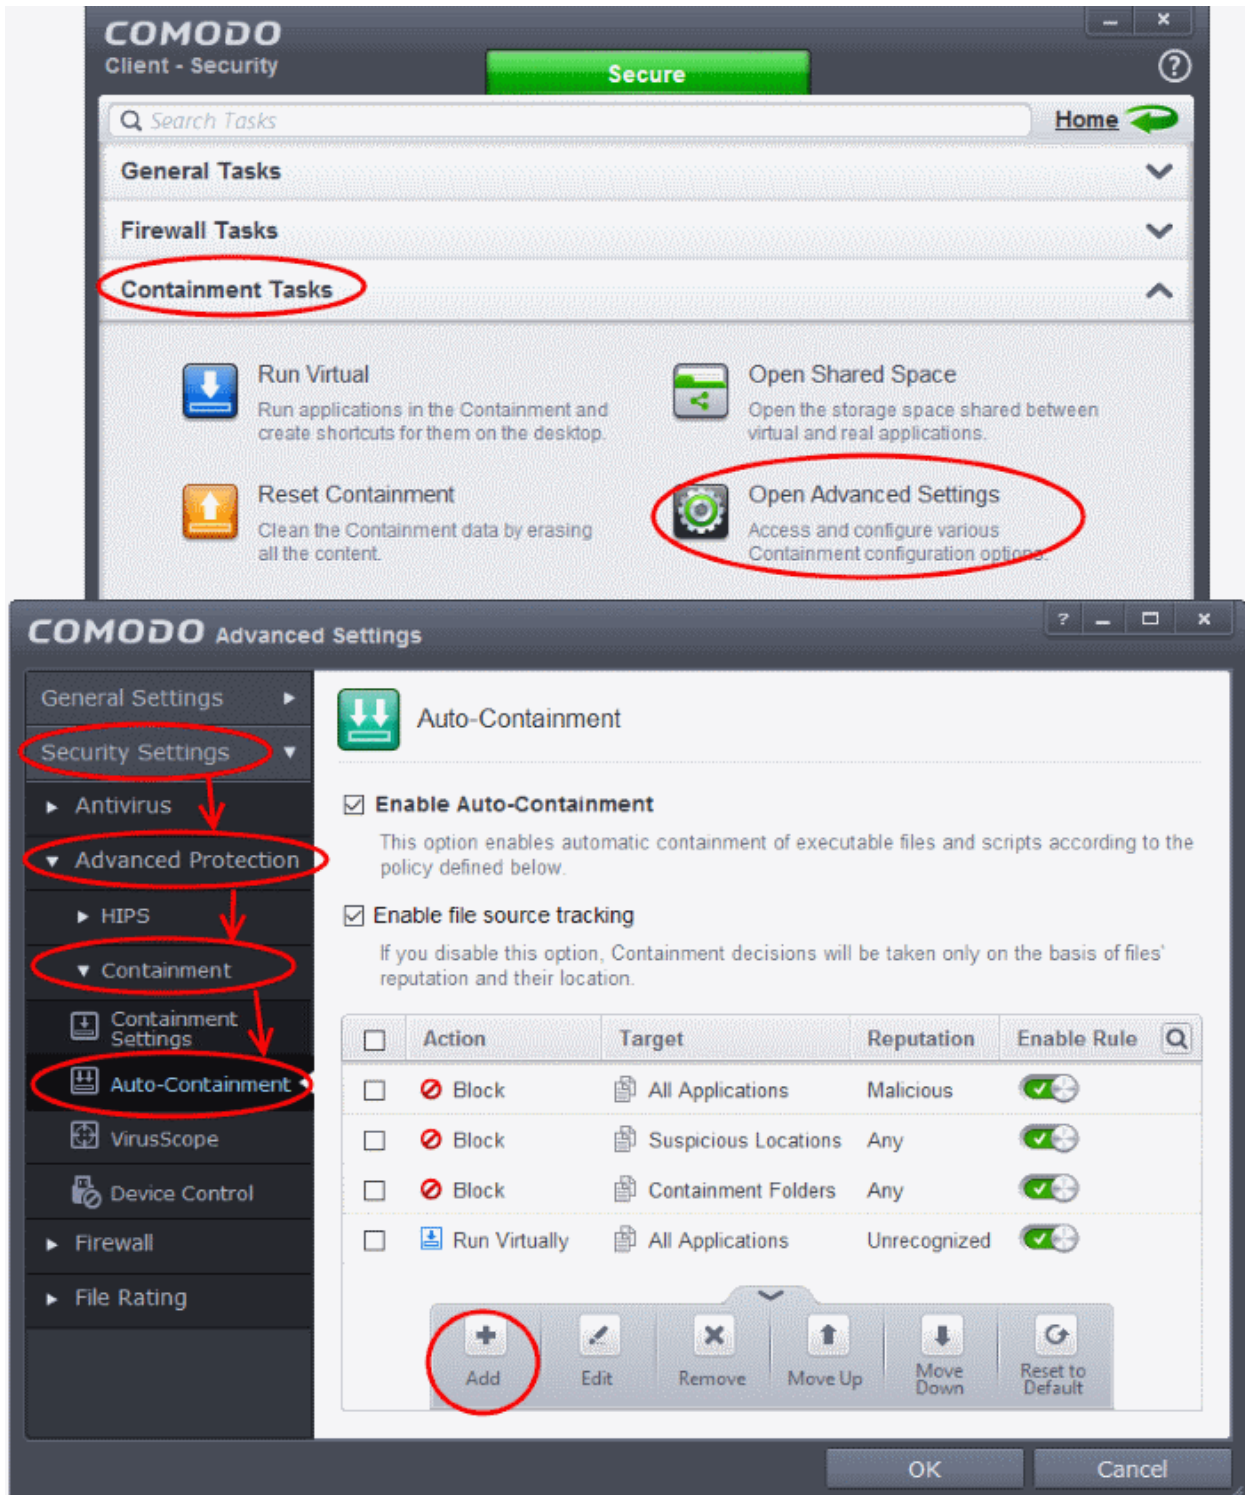 COMODO
Client - Security
Secure
Search Tasks
Home
General Tasks
Firewall Tasks
Containment Tasks
Run Virtual
Run applications in the Containment and
create shortcuts for them on the desktop.
Open Shared Space
Open the storage space shared between
virtual and real applications.
Reset Containment
Clean the Containment data by erasing
all the content.
Open Advanced Settings
Access and configure various
Containment configuration options.
COMODO Advanced Settings
General Settings
Security Settings
Antivirus
Advanced Protection
HIPS
Containment
Containment
Settings
Auto-Containment
VirusScope
Device Control
Firewall
File Rating
Auto-Containment
Enable Auto-Containment
This option enables automatic containment of executable files and scripts according to the
policy defined below.
Enable file source tracking
If you disable this option, Containment decisions will be taken only on the basis of files'
reputation and their location.
Action Target Reputation Enable Rule
Block All Applications Malicious
Block Suspicious Locations Any
Block Containment Folders Any
Run Virtually All Applications Unrecognized
Add
Edit
Remove
Move Up
Move
Down
Reset to
Default
OK
Cancel